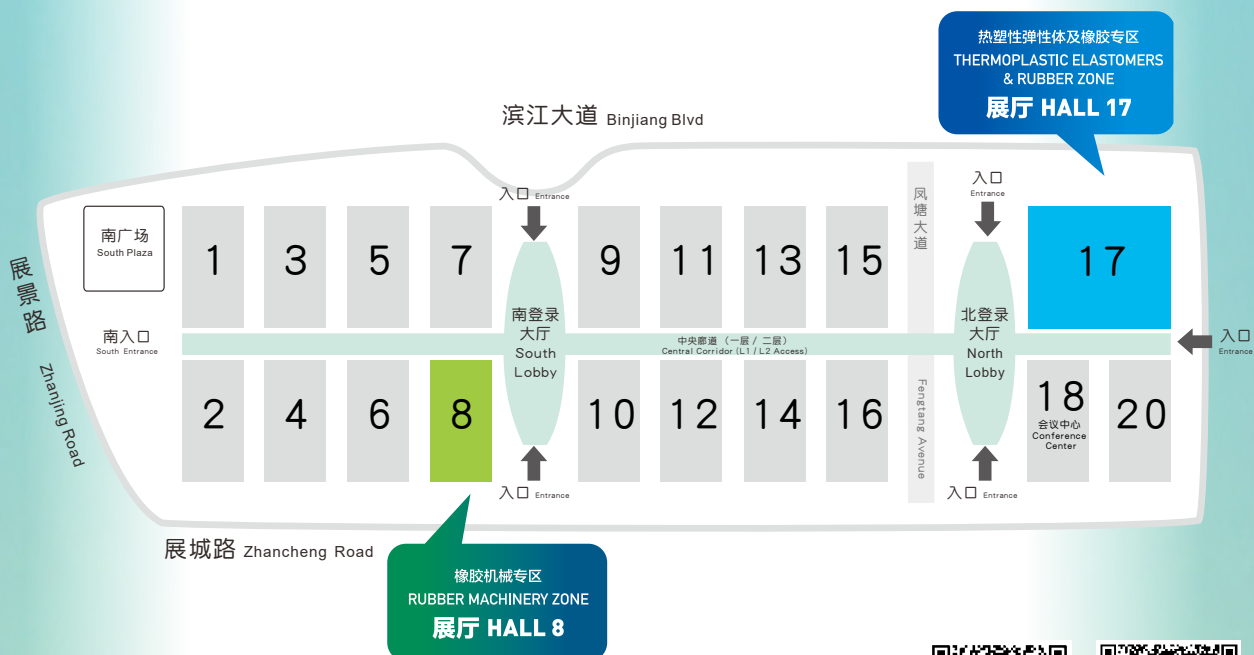 热塑性弹性体及橡胶专区
THERMOPLASTIC ELASTOMERS
& RUBBER ZONE
展厅 HALL 17
滨江大道 Binjiang Blvd
入口 Entrance
入口
Entrance
凤塘大道
南广场
South Plaza
1
3
5
7
9
11
13
15
17
展景路
Zhanjing Road
南入口
South Entrance
南登录
大厅
South
Lobby
中央廊道 (一层 / 二层)
Central Corridor (L1 / L2 Access)
北登录
大厅
North
Lobby
入口
Entrance
2
4
6
8
10
12
14
16
Fengtang Avenue
18
会议中心
Conference
Center
20
入口 Entrance
入口 Entrance
展城路 Zhancheng Road
橡胶机械专区
RUBBER MACHINERY ZONE
展厅 HALL 8